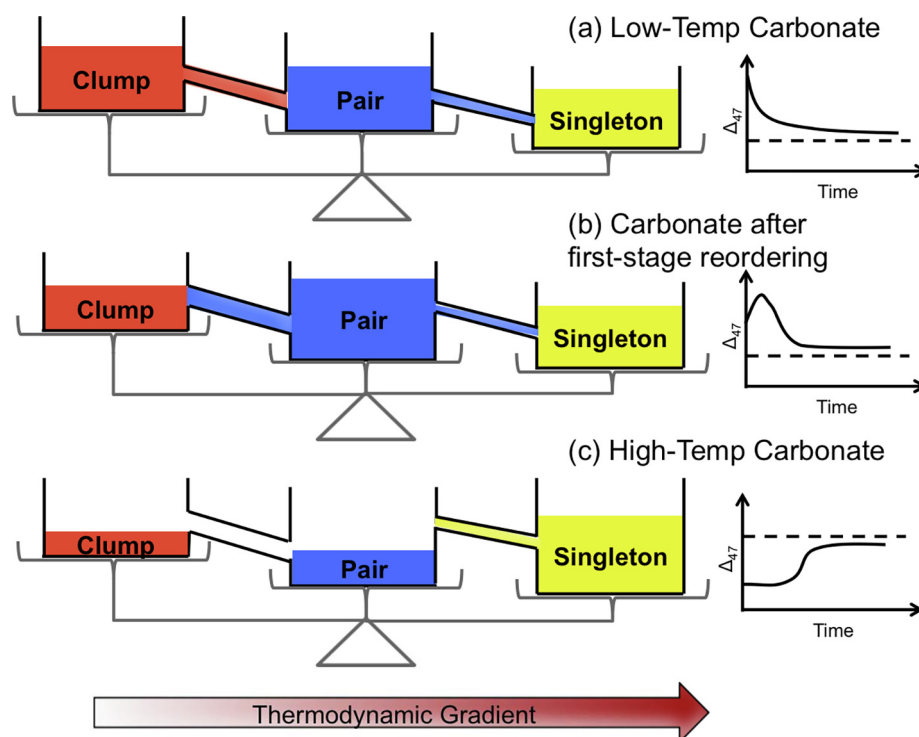 (a) Low-Temp Carbonate
Clump
Pair
Singleton
Δ47
Time
(b) Carbonate after
first-stage reordering
Clump
Pair
Singleton
Δ47
Time
(c) High-Temp Carbonate
Clump
Pair
Singleton
Δ47
Time
Thermodynamic Gradient